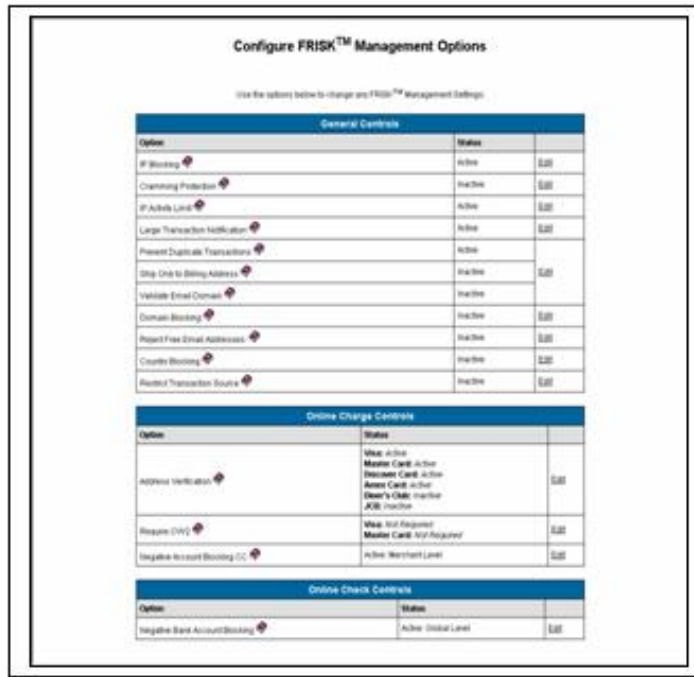 Configure FRISK™ Management Options
Use the options below to change any FRISK™ Management Settings
General Controls
Option Status
IP Blocking Active Edit
Cramming Protection Inactive Edit
IP Activity Limit Active Edit
Large Transaction Notification Active Edit
Prevent Duplicate Transactions Active
Ship Only to Billing Address Inactive Edit
Validate Email Domain Inactive
Domain Blocking Inactive Edit
Reject Free Email Addresses Inactive Edit
Country Blocking Inactive Edit
Restrict Transaction Source Inactive Edit
Online Charge Controls
Option Status
Address Verification Edit
Visa: Active
Master Card: Active
Discover Card: Active
Amex Card: Active
Diner's Club: Inactive
JCB: Inactive
Require CVV2 Edit
Visa: Not Required
Master Card: Not Required
Negative Account Blocking CC Active: Merchant Level Edit
Online Check Controls
Option Status
Negative Bank Account Blocking Active: Global Level Edit